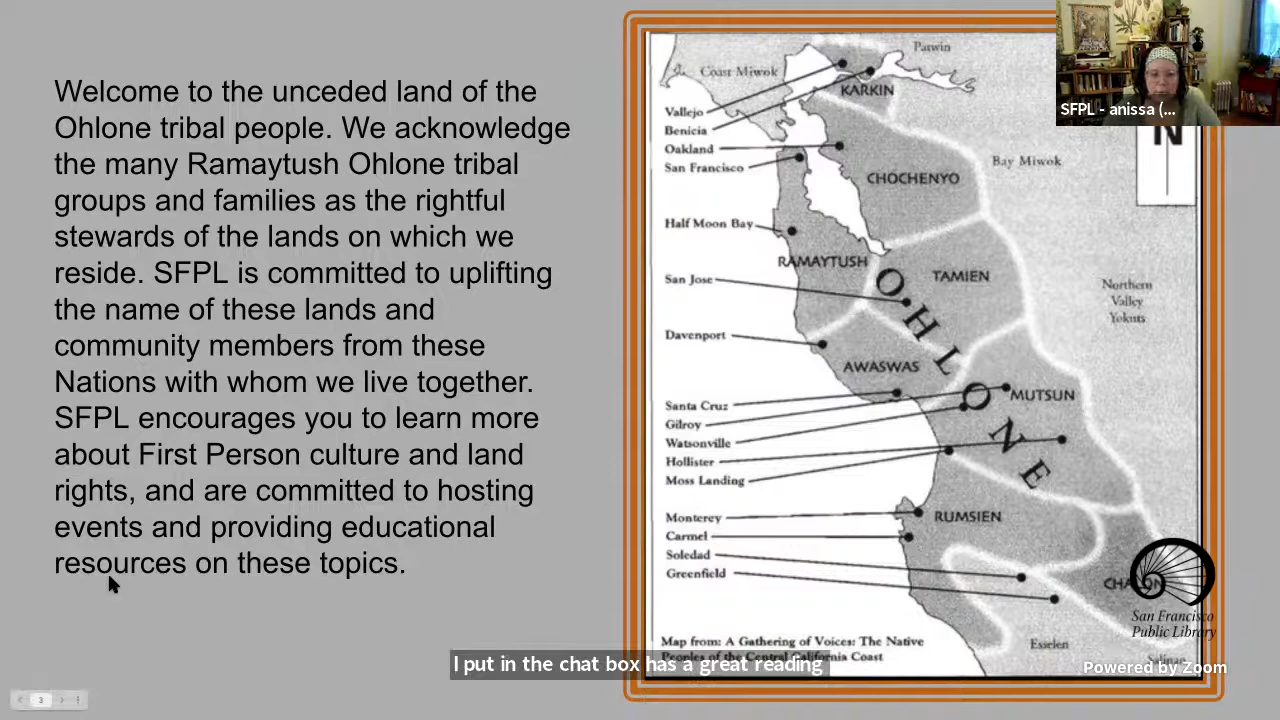 Welcome to the unceded land of the
Ohlone tribal people. We acknowledge
the many Ramaytush Ohlone tribal
groups and families as the rightful
stewards of the lands on which we
reside. SFPL is committed to uplifting
the name of these lands and
community members from these
Nations with whom we live together.
SFPL encourages you to learn more
about First Person culture and land
rights, and are committed to hosting
events and providing educational
resources on these topics.
Patwin
Coast Miwok
KARKIN
Vallejo
Benicia
Oakland
San Francisco
Bay Miwok
CHOCHENYO
Half Moon Bay
RAMAYTUSH
San Jose
TAMIEN
Northern
Valley
Yokuts
OHLONE
Davenport
AWASWAS
MUTSUN
Santa Cruz
Gilroy
Watsonville
Hollister
Moss Landing
Monterey
RUMSIEN
Carmel
Soledad
Greenfield
Esselen
Map from: A Gathering of Voices: The Native
Peoples of the Central California Coast
N
SFPL - anissa (...
San Francisco
Public Library
I put in the chat box has a great reading
Powered by Zoom
3